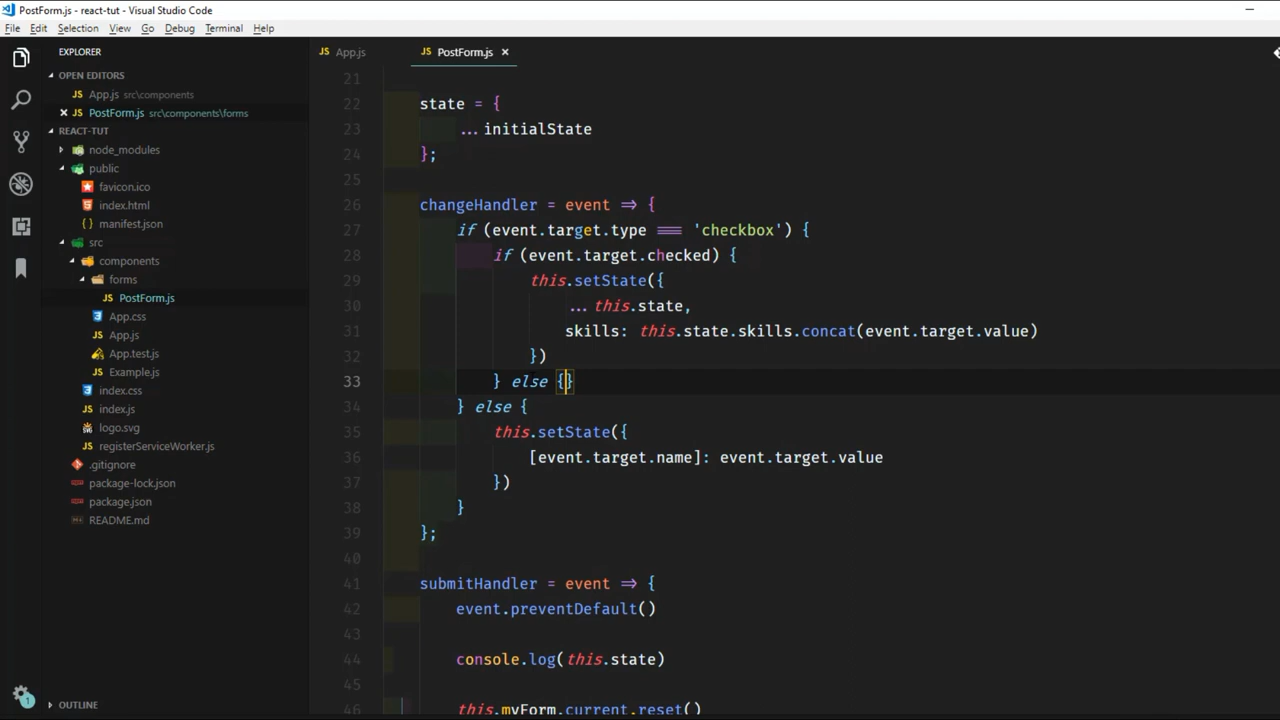 PostForm.js - react-tut - Visual Studio Code
File Edit Selection View Go Debug Terminal Help
EXPLORER
OPEN EDITORS
JS App.js src\components
JS PostForm.js src\components\forms
REACT-TUT
node_modules
public
favicon.ico
index.html
manifest.json
src
components
forms
JS PostForm.js
App.css
JS App.js
App.test.js
JS Example.js
index.css
JS index.js
logo.svg
JS registerServiceWorker.js
.gitignore
package-lock.json
package.json
README.md
OUTLINE
1
JS App.js
JS PostForm.js
21
22 state = {
23 ...initialState
24 };
25
26 changeHandler = event => {
27 if (event.target.type === 'checkbox') {
28 if (event.target.checked) {
29 this.setState({
30 ...this.state,
31 skills: this.state.skills.concat(event.target.value)
32 })
33 } else {}
34 } else {
35 this.setState({
36 [event.target.name]: event.target.value
37 })
38 }
39 };
40
41 submitHandler = event => {
42 event.preventDefault()
43
44 console.log(this.state)
45
46 this.myForm.current.reset()